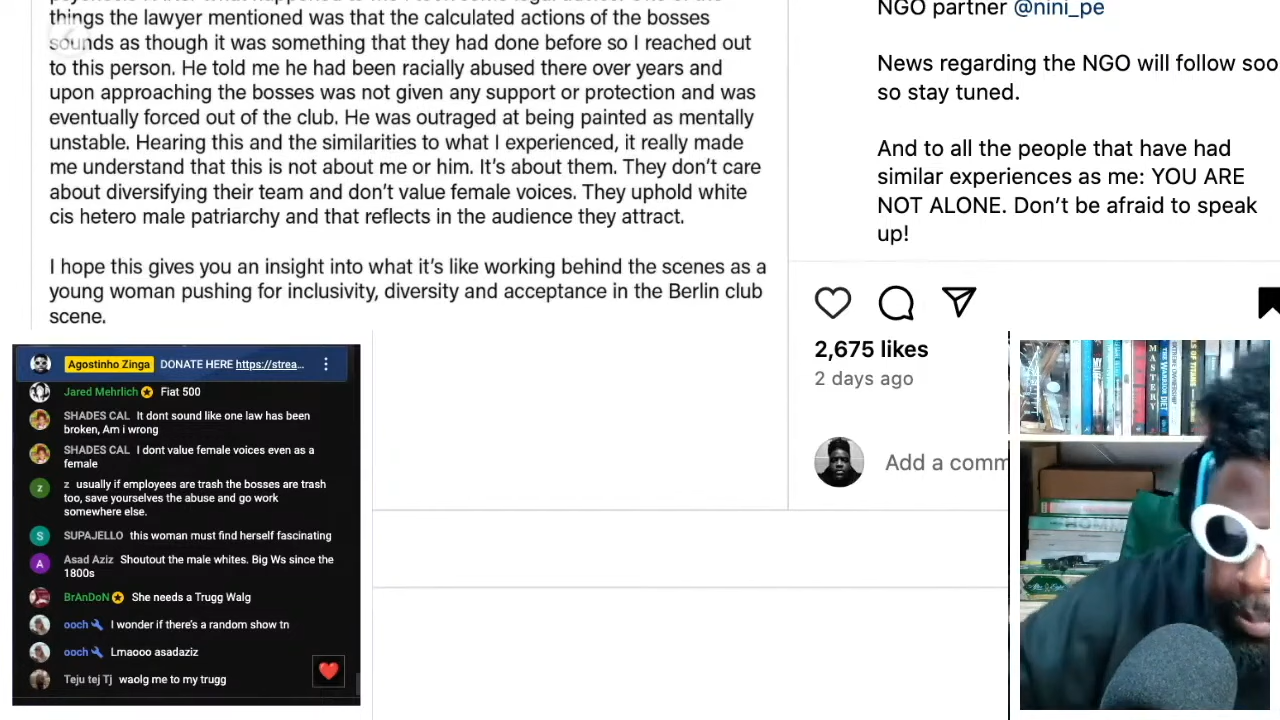 things the lawyer mentioned was that the calculated actions of the bosses
sounds as though it was something that they had done before so I reached out
to this person. He told me he had been racially abused there over years and
upon approaching the bosses was not given any support or protection and was
eventually forced out of the club. He was outraged at being painted as mentally
unstable. Hearing this and the similarities to what I experienced, it really made
me understand that this is not about me or him. It's about them. They don't care
about diversifying their team and don't value female voices. They uphold white
cis hetero male patriarchy and that reflects in the audience they attract.
I hope this gives you an insight into what it's like working behind the scenes as a
young woman pushing for inclusivity, diversity and acceptance in the Berlin club
scene.
NGO partner @nini_pe
News regarding the NGO will follow soo
so stay tuned.
And to all the people that have had
similar experiences as me: YOU ARE
NOT ALONE. Don't be afraid to speak
up!
2,675 likes
2 days ago
Add a comm
Agostinho Zinga DONATE HERE https://strea...
Jared Mehrlich Fiat 500
SHADES CAL It dont sound like one law has been
broken, Am i wrong
SHADES CAL I dont value female voices even as a
female
z usually if employees are trash the bosses are trash
too, save yourselves the abuse and go work
somewhere else.
SUPAJELLO this woman must find herself fascinating
Asad Aziz Shoutout the male whites. Big Ws since the
1800s
BrAnDoN She needs a Trugg Walg
ooch I wonder if there's a random show tn
ooch Lmaooo asadaziz
Teju tej Tj waolg me to my trugg
MASTERY
THE WARRIOR DIET